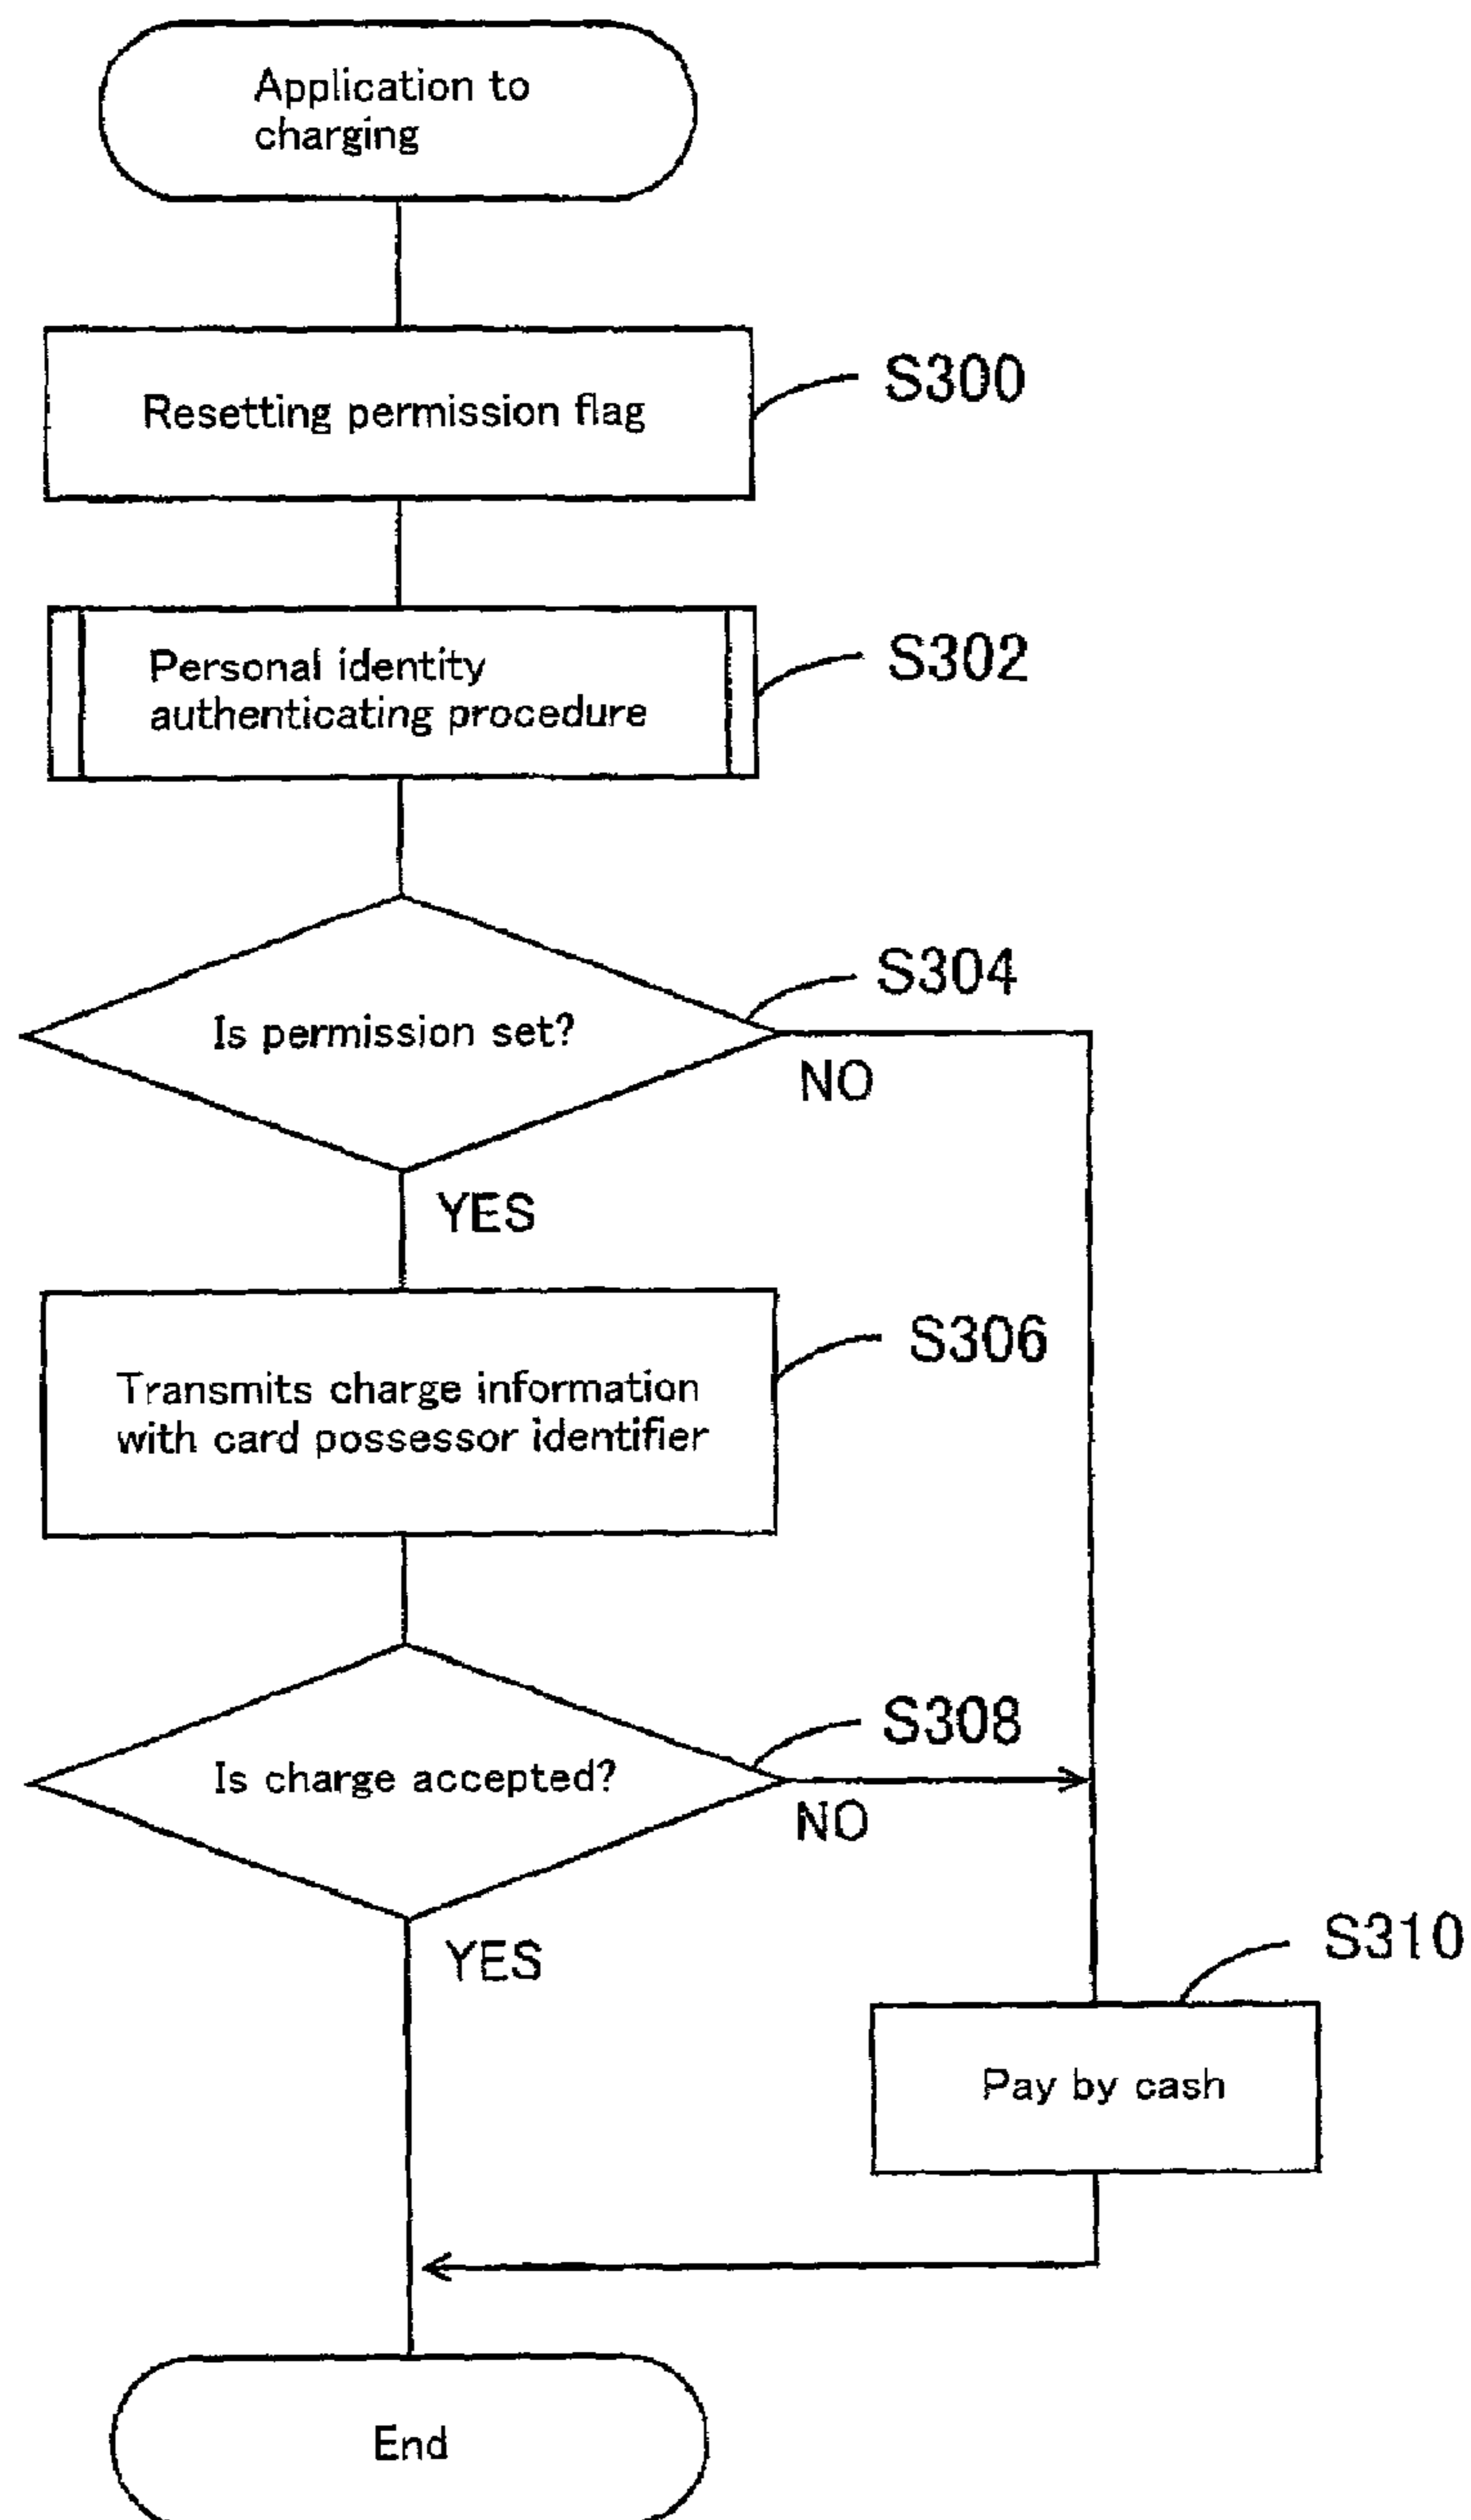 Application to
charging
Resetting permission flag
S300
Personal identity
authenticating procedure
S302
Is permission set?
S304
NO
YES
Transmits charge information
with card possessor identifier
S306
Is charge accepted?
S308
NO
YES
S310
Pay by cash
End